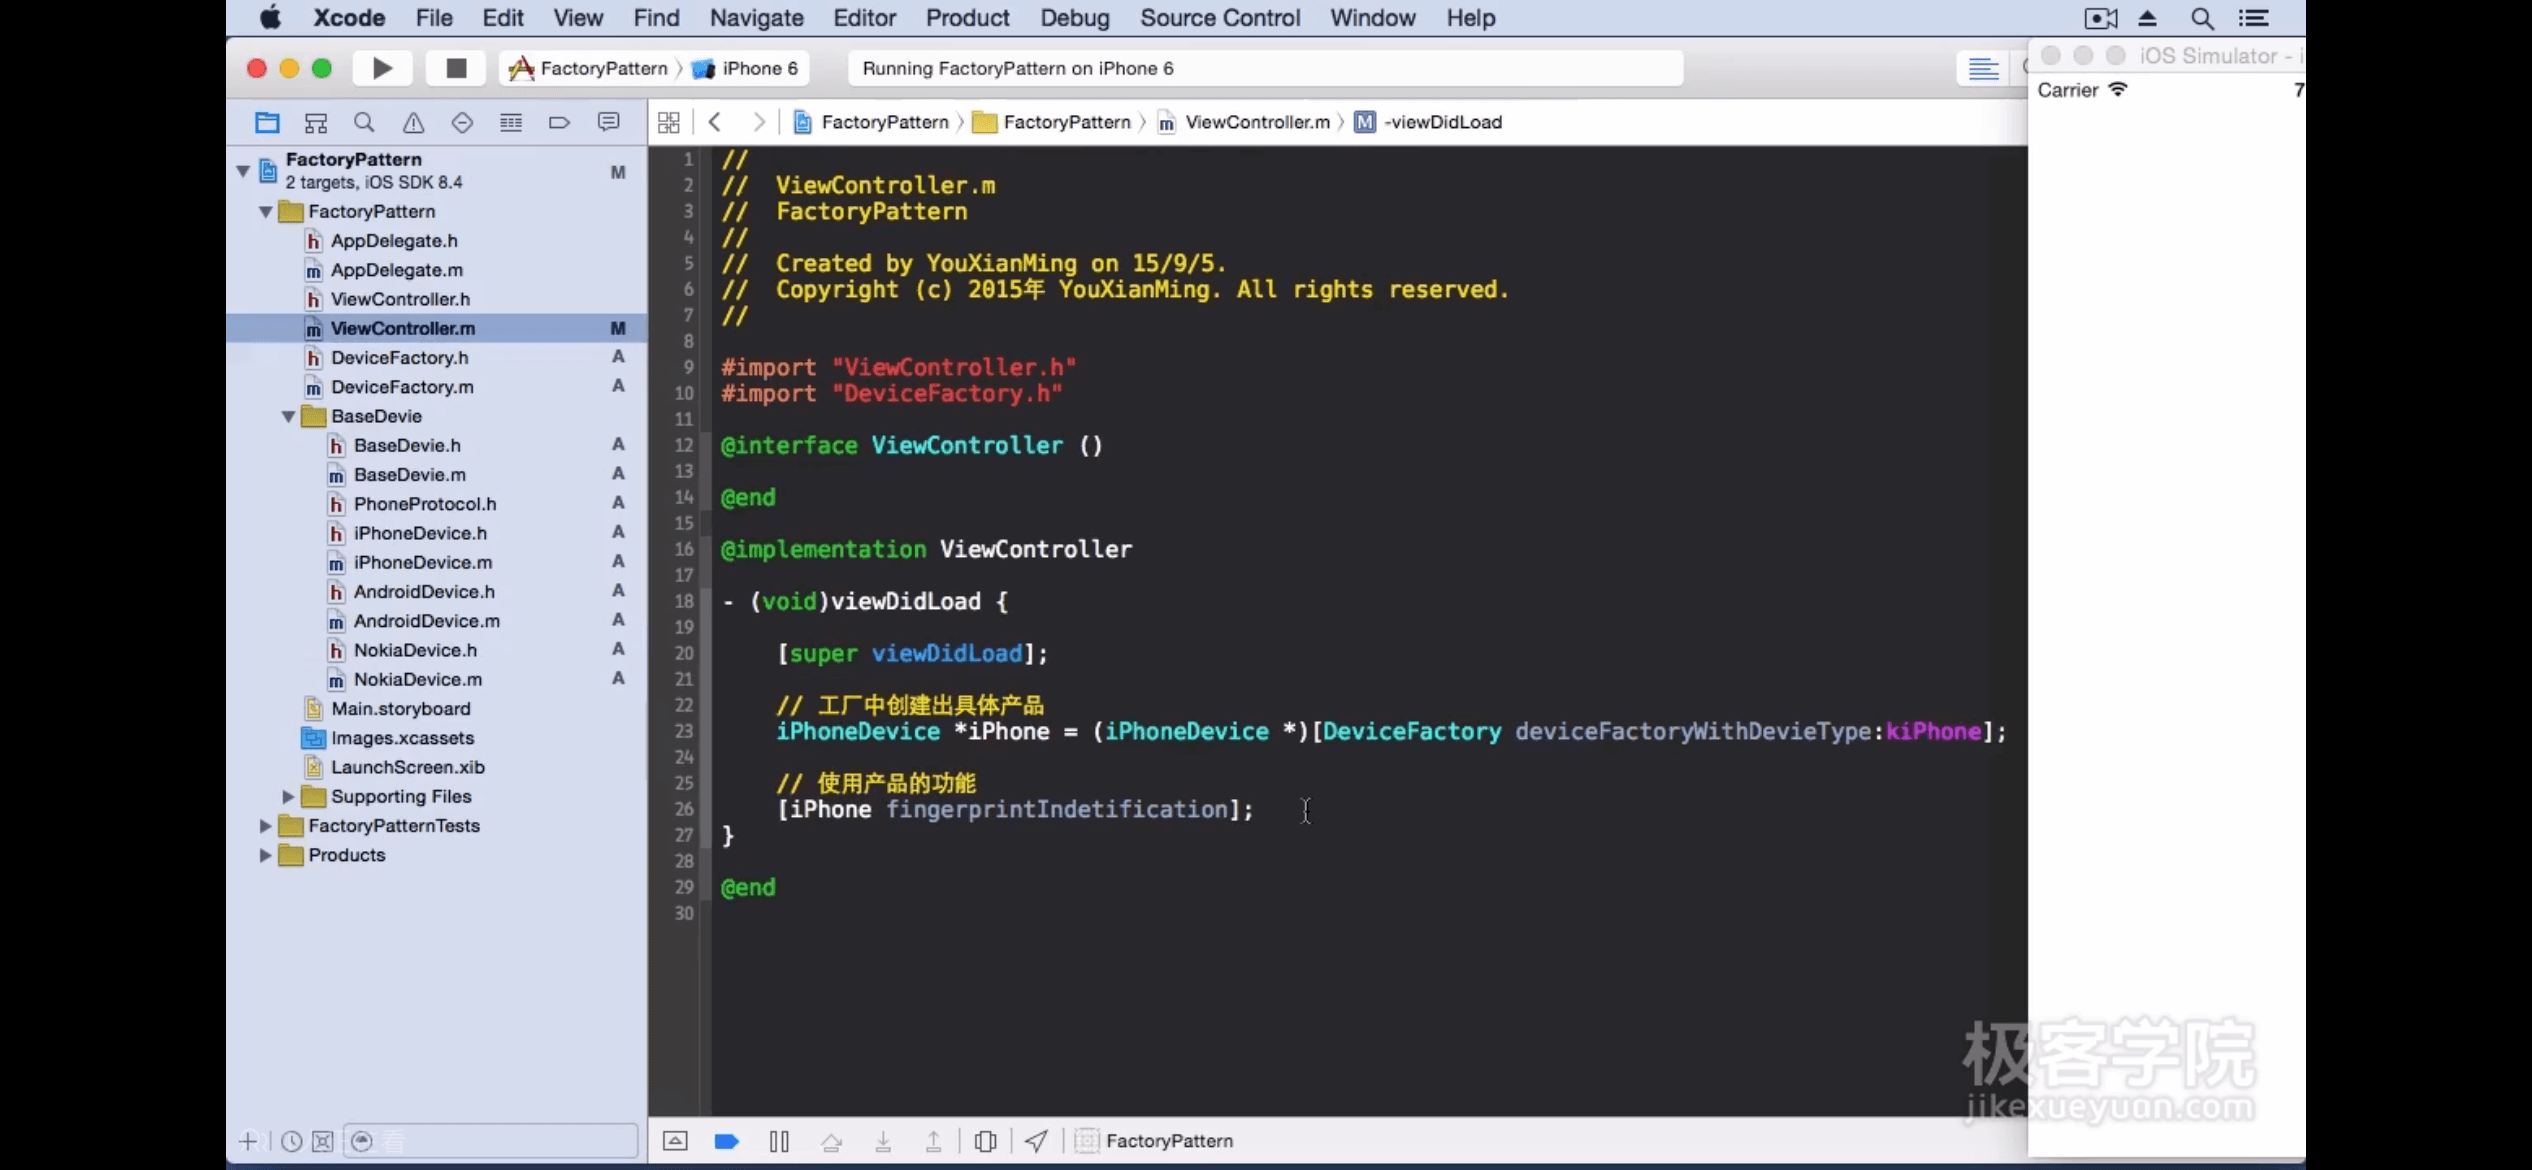 Xcode File Edit View Find Navigate Editor Product Debug Source Control Window Help
FactoryPattern iPhone 6
Running FactoryPattern on iPhone 6
iOS Simulator -
Carrier 7
FactoryPattern FactoryPattern ViewController.m M -viewDidLoad
FactoryPattern M
2 targets, iOS SDK 8.4
FactoryPattern
h AppDelegate.h
m AppDelegate.m
h ViewController.h
m ViewController.m M
h DeviceFactory.h A
m DeviceFactory.m A
BaseDevie
h BaseDevie.h A
m BaseDevie.m A
h PhoneProtocol.h A
h iPhoneDevice.h A
m iPhoneDevice.m A
h AndroidDevice.h A
m AndroidDevice.m A
h NokiaDevice.h A
m NokiaDevice.m A
Main.storyboard
Images.xcassets
LaunchScreen.xib
Supporting Files
FactoryPatternTests
Products
1 //
2 // ViewController.m
3 // FactoryPattern
4 //
5 // Created by YouXianMing on 15/9/5.
6 // Copyright (c) 2015年 YouXianMing. All rights reserved.
7 //
8
9 #import "ViewController.h"
10 #import "DeviceFactory.h"
11
12 @interface ViewController ()
13
14 @end
15
16 @implementation ViewController
17
18 - (void)viewDidLoad {
19
20 [super viewDidLoad];
21
22 // 工厂中创建出具体产品
23 iPhoneDevice *iPhone = (iPhoneDevice *)[DeviceFactory deviceFactoryWithDevieType:kiPhone];
24
25 // 使用产品的功能
26 [iPhone fingerprintIndetification];
27 }
28
29 @end
30
FactoryPattern
极客学院
jikexueyuan.com